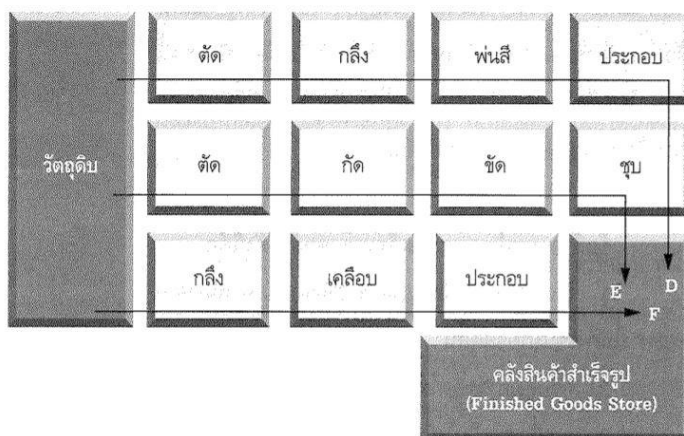 ตัด กลึง พ่นสี ประกอบ
วัตถุดิบ ตัด กัด ขัด ชุบ
กลึง เคลือบ ประกอบ
E D
F
คลังสินค้าสำเร็จรูป
(Finished Goods Store)